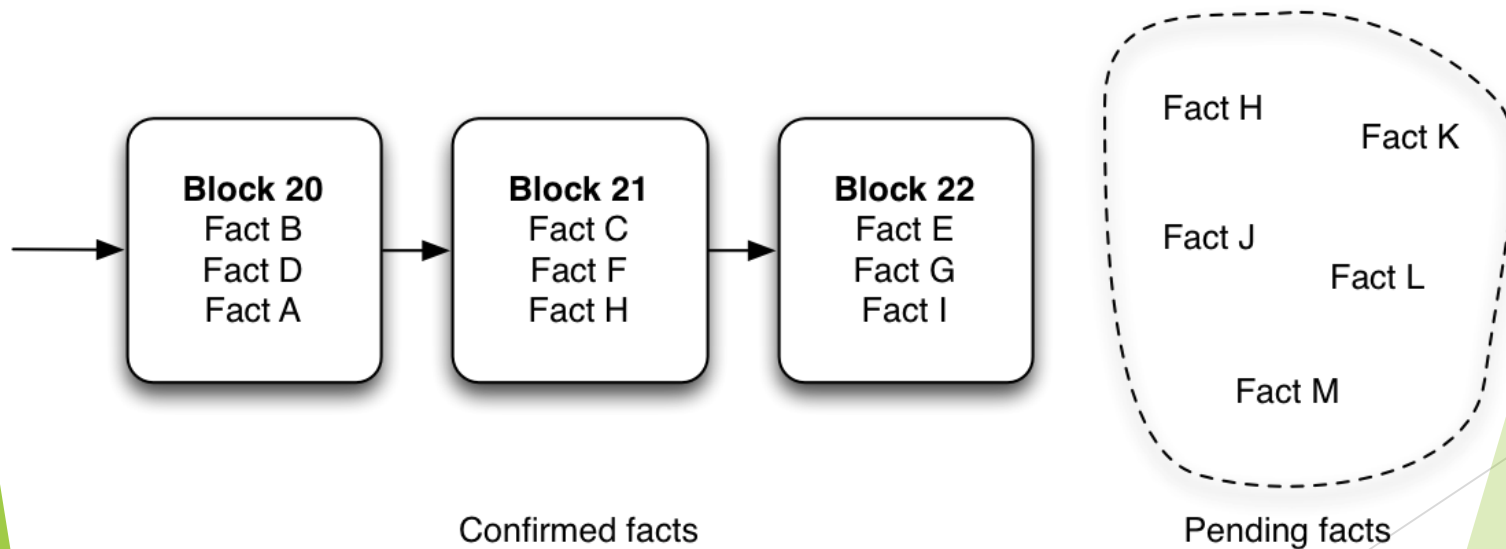 Block 20
Fact B
Fact D
Fact A
Block 21
Fact C
Fact F
Fact H
Block 22
Fact E
Fact G
Fact I
Fact H
Fact K
Fact J
Fact L
Fact M
Confirmed facts
Pending facts